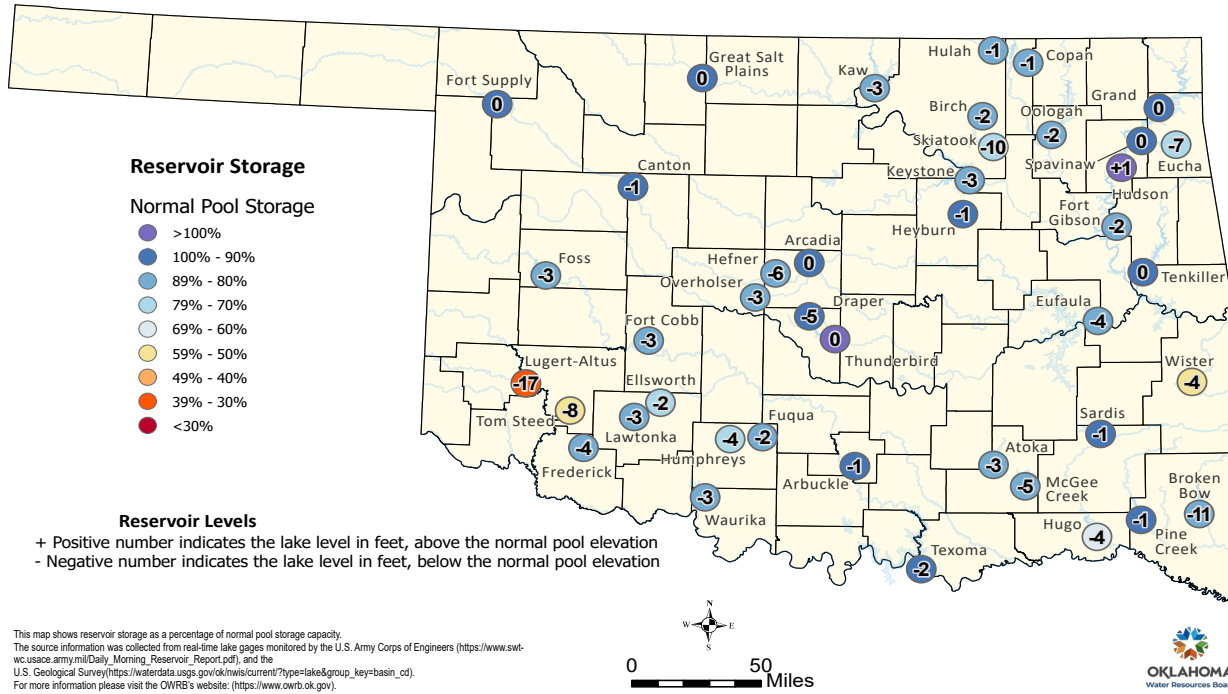 Hulah
-1
-1
Copan
Great Salt
Plains
0
Kaw
-3
Fort Supply
0
Grand
0
Birch
-2
Oologah
-2
Skiatook
-10
Spavinaw
0
-7
Eucha
+1
Hudson
Reservoir Storage
Canton
-1
Keystone
-3
Normal Pool Storage
>100%
100% - 90%
89% - 80%
79% - 70%
69% - 60%
59% - 50%
49% - 40%
39% - 30%
<30%
Heyburn
-1
Fort
Gibson
-2
Foss
-3
Hefner
-6
Arcadia
0
Overholser
-3
0
Tenkiller
Draper
-5
Eufaula
-4
Fort Cobb
-3
0
Thunderbird
Lugert-Altus
-17
Wister
-4
Ellsworth
-2
Tom Steed
-8
-3
Lawtonka
Fuqua
-2
Sardis
-1
-4
Frederick
-4
Humphreys
Arbuckle
-1
Atoka
-3
-5
McGee
Creek
Broken
Bow
-11
-3
Waurika
Hugo
-4
-1
Pine
Creek
Texoma
-2
Reservoir Levels
+ Positive number indicates the lake level in feet, above the normal pool elevation
- Negative number indicates the lake level in feet, below the normal pool elevation
This map shows reservoir storage as a percentage of normal pool storage capacity.
The source information was collected from real-time lake gages monitored by the U.S. Army Corps of Engineers (https://www.swt-
wc.usace.army.mil/Daily_Morning_Reservoir_Report.pdf), and the
U.S. Geological Survey(https://waterdata.usgs.gov/ok/nwis/current/?type=lake&group_key=basin_cd).
For more information please visit the OWRB's website: (https://www.owrb.ok.gov).
N
W E
S
0 50
Miles
OKLAHOMA
Water Resources Boa